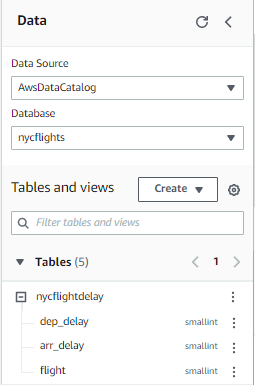 Data
Data Source
AwsDataCatalog
Database
nycflights
Tables and views
Create
Filter tables and views
Tables (5)
1
nycflightdelay
dep_delay smallint
arr_delay smallint
flight smallint